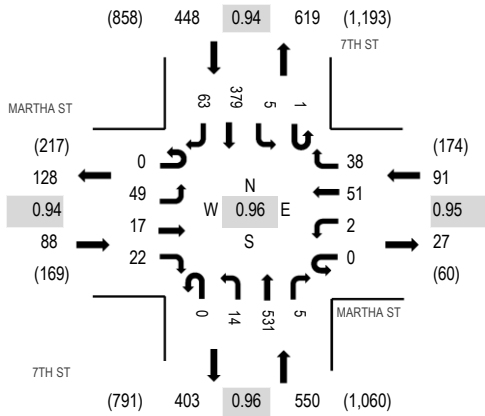 (858) 448 0.94 619 (1,193)
7TH ST
63 379 5 1
MARTHA ST
(217) 0 38 (174)
128 49 N 51 91
0.94 17 W 0.96 E 2 0.95
88 22 S 0 27
(169) (60)
0 14 531 5
MARTHA ST
7TH ST
(791) 403 0.96 550 (1,060)